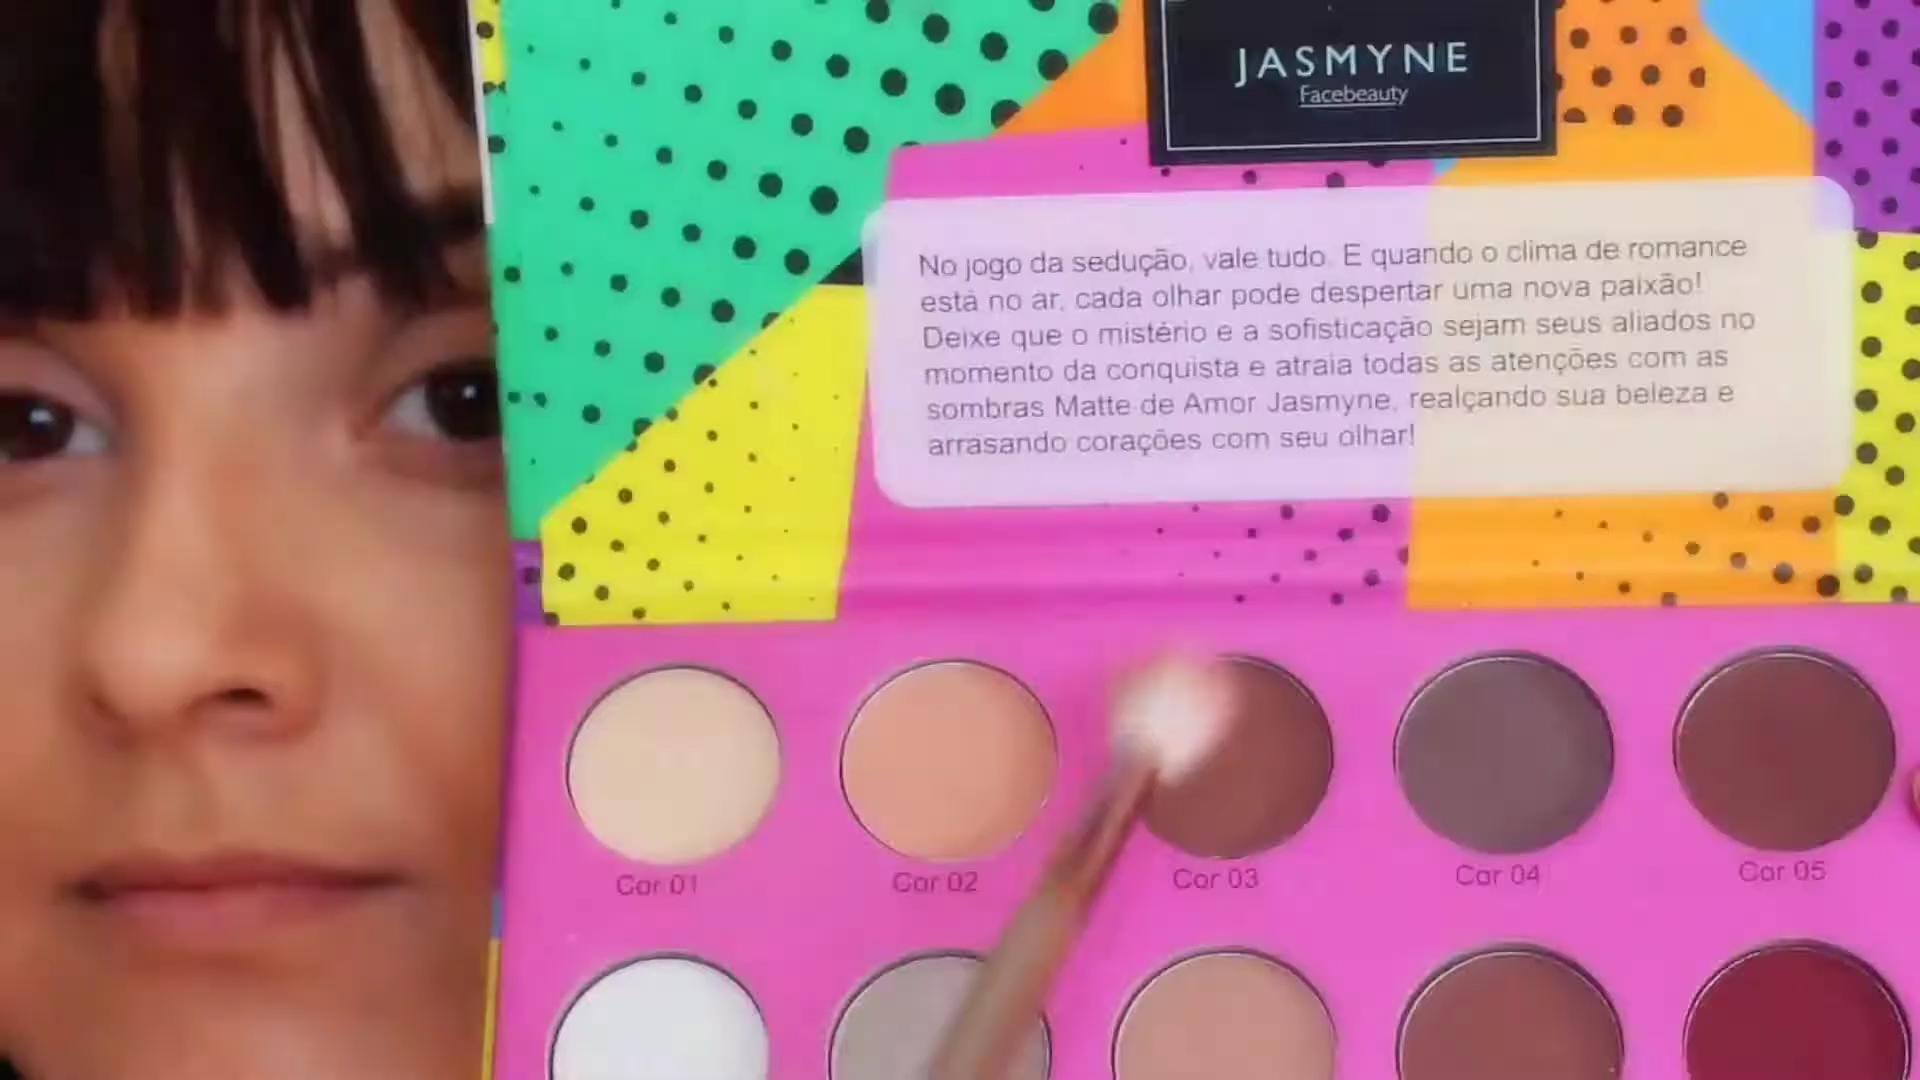 JASMYNE
Facebeauty
No jogo da sedução, vale tudo. E quando o clima de romance
está no ar, cada olhar pode despertar uma nova paixão!
Deixe que o mistério e a sofisticação sejam seus aliados no
momento da conquista e atraia todas as atenções com as
sombras Matte de Amor Jasmyne, realçando sua beleza e
arrasando corações com seu olhar!
Cor 01 Cor 02 Cor 03 Cor 04 Cor 05